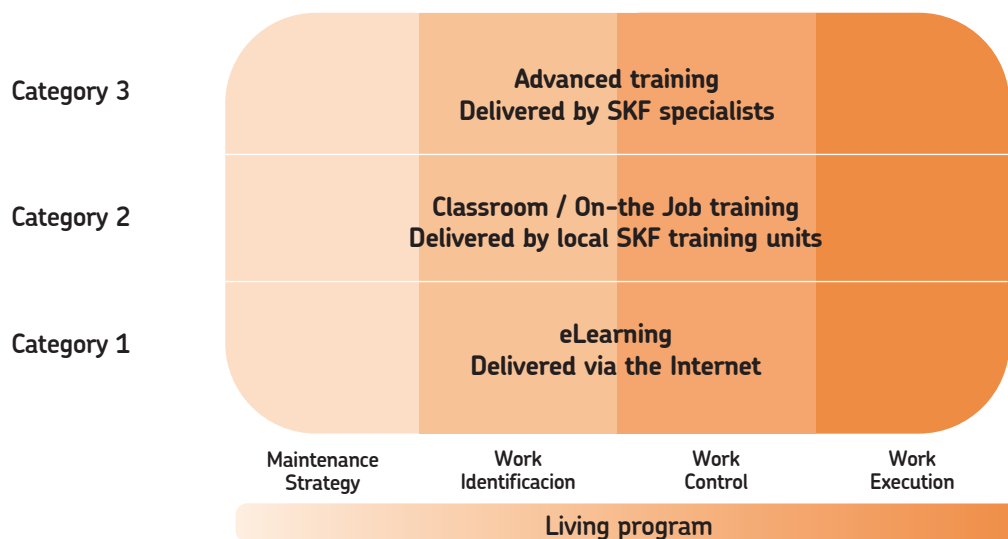 Category 3
Advanced training
Delivered by SKF specialists
Category 2
Classroom / On-the Job training
Delivered by local SKF training units
Category 1
eLearning
Delivered via the Internet
Maintenance
Strategy
Work
Identificacion
Work
Control
Work
Execution
Living program